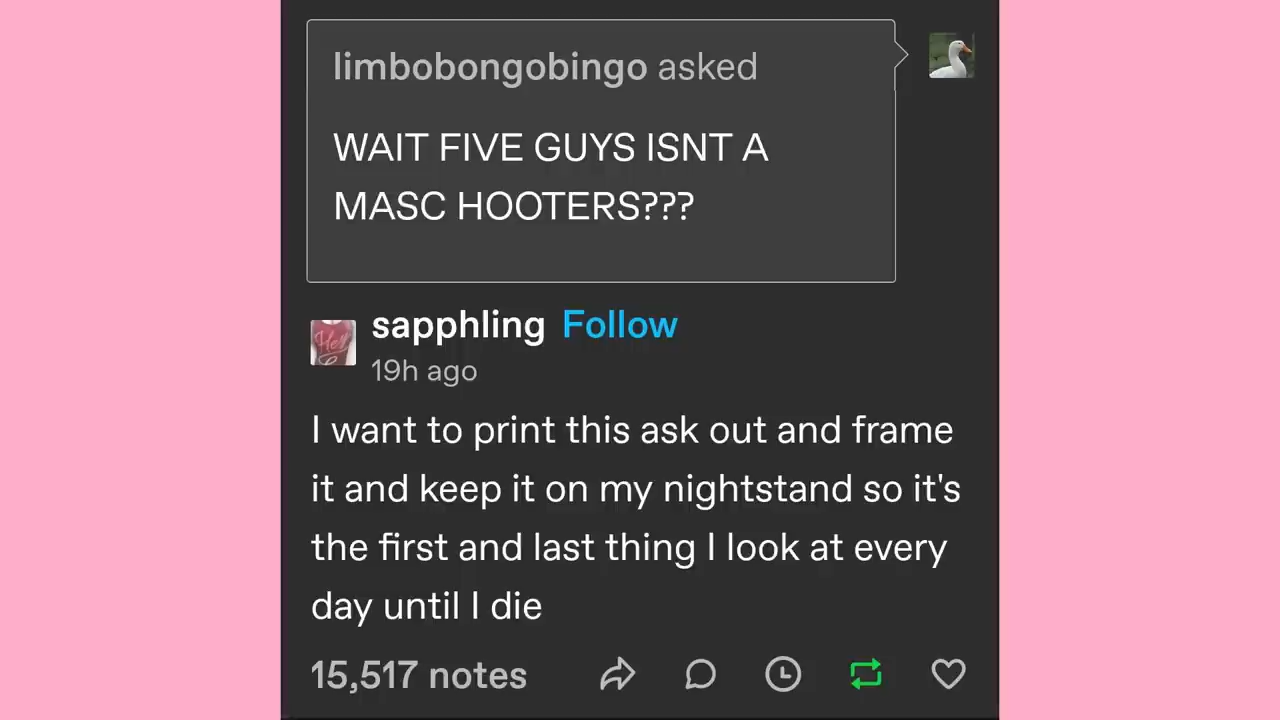 limbobongobingo asked
WAIT FIVE GUYS ISNT A
MASC HOOTERS???
sapphling Follow
19h ago
I want to print this ask out and frame
it and keep it on my nightstand so it's
the first and last thing I look at every
day until I die
15,517 notes